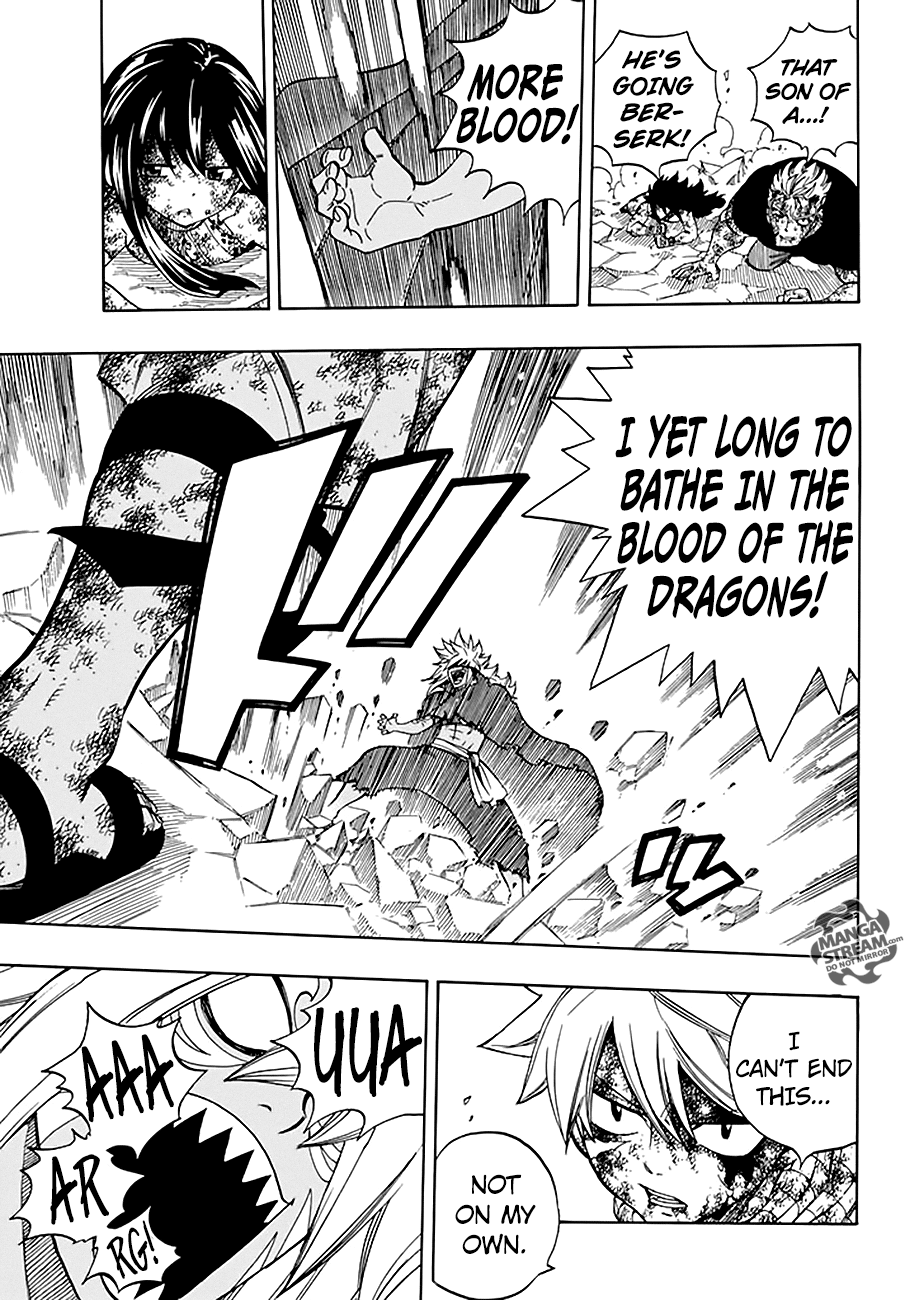 THAT
SON OF
A...!
HE'S
GOING
BER-
SERK!
MORE
BLOOD!
I YET LONG TO
BATHE IN THE
BLOOD OF THE
DRAGONS!
MANGA
STREAM.com
DO NOT MIRROR
I
CAN'T END
THIS...
NOT
ON MY
OWN.
UUA
AAA
AR
RG!